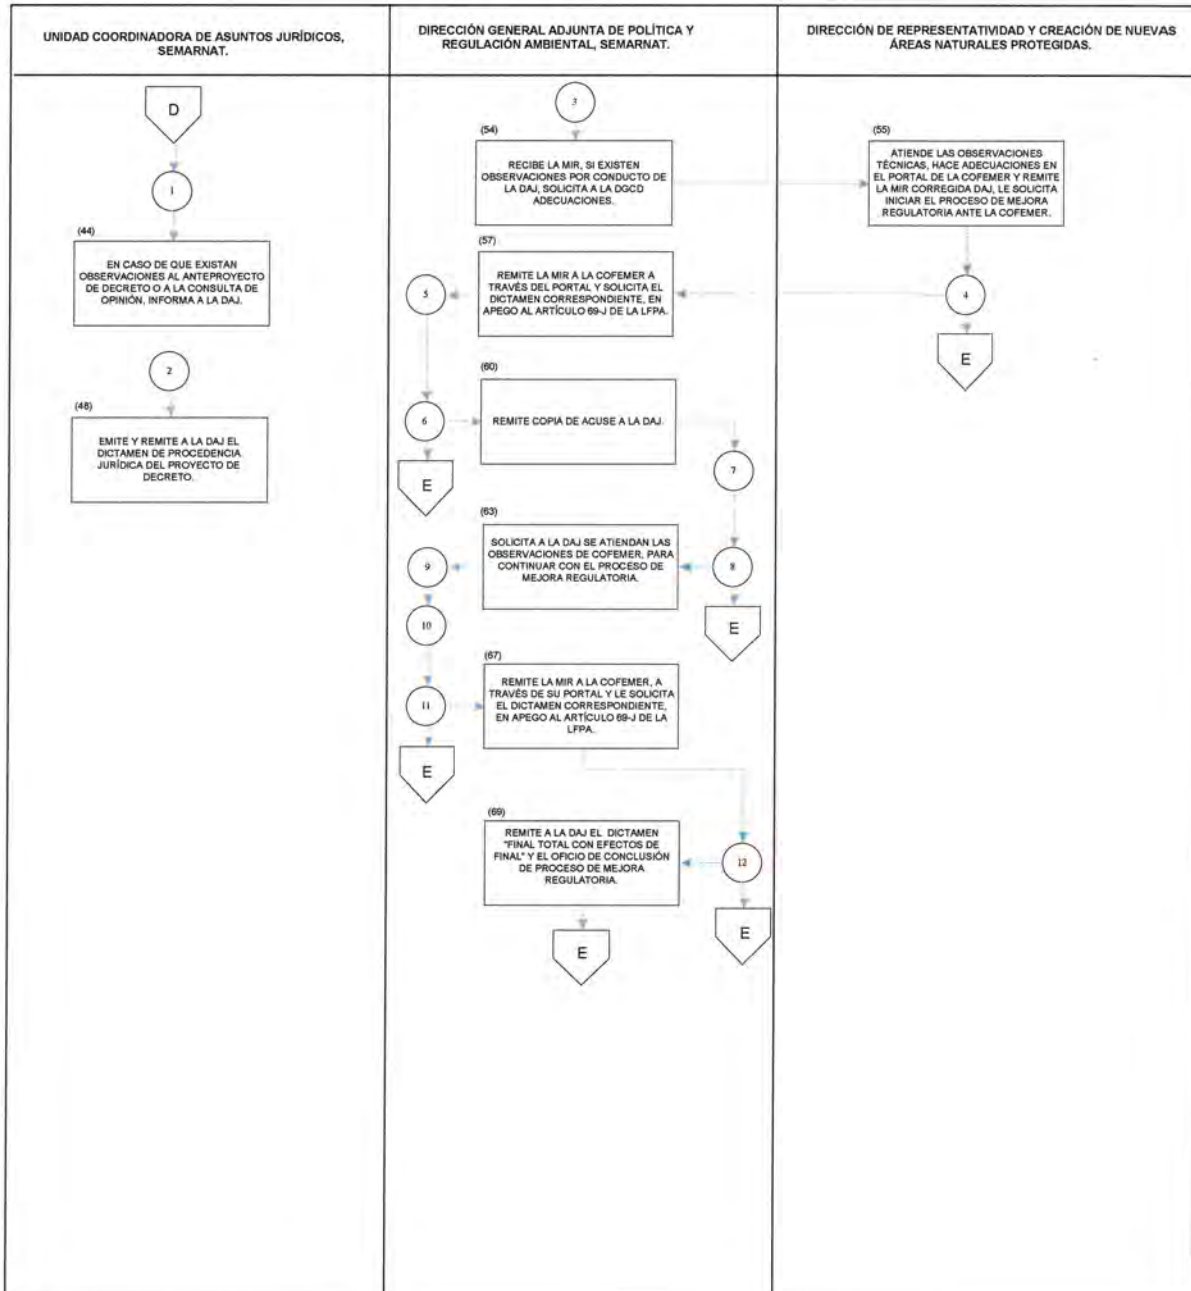 UNIDAD COORDINADORA DE ASUNTOS JURÍDICOS,
SEMARNAT.
DIRECCIÓN GENERAL ADJUNTA DE POLÍTICA Y
REGULACIÓN AMBIENTAL, SEMARNAT.
DIRECCIÓN DE REPRESENTATIVIDAD Y CREACIÓN DE NUEVAS
ÁREAS NATURALES PROTEGIDAS.
D
1
(44)
EN CASO DE QUE EXISTAN
OBSERVACIONES AL ANTEPROYECTO
DE DECRETO O A LA CONSULTA DE
OPINIÓN, INFORMA A LA DAJ.
2
(48)
EMITE Y REMITE A LA DAJ EL
DICTAMEN DE PROCEDENCIA
JURÍDICA DEL PROYECTO DE
DECRETO.
3
(54)
RECIBE LA MIR, SI EXISTEN
OBSERVACIONES POR CONDUCTO DE
LA DAJ, SOLICITA A LA DGCD
ADECUACIONES.
(55)
ATIENDE LAS OBSERVACIONES
TÉCNICAS, HACE ADECUACIONES EN
EL PORTAL DE LA COFEMER Y REMITE
LA MIR CORREGIDA DAJ, LE SOLICITA
INICIAR EL PROCESO DE MEJORA
REGULATORIA ANTE LA COFEMER.
4
E
(57)
REMITE LA MIR A LA COFEMER A
TRAVÉS DEL PORTAL Y SOLICITA EL
DICTAMEN CORRESPONDIENTE, EN
APEGO AL ARTÍCULO 69-J DE LA LFPA.
5
6
E
(60)
REMITE COPIA DE ACUSE A LA DAJ.
7
8
E
(63)
SOLICITA A LA DAJ SE ATIENDAN LAS
OBSERVACIONES DE COFEMER, PARA
CONTINUAR CON EL PROCESO DE
MEJORA REGULATORIA.
9
10
11
E
(67)
REMITE LA MIR A LA COFEMER, A
TRAVÉS DE SU PORTAL Y LE SOLICITA
EL DICTAMEN CORRESPONDIENTE,
EN APEGO AL ARTÍCULO 69-J DE LA
LFPA.
12
E
(69)
REMITE A LA DAJ EL DICTAMEN
"FINAL TOTAL CON EFECTOS DE
FINAL" Y EL OFICIO DE CONCLUSIÓN
DE PROCESO DE MEJORA
REGULATORIA.
E